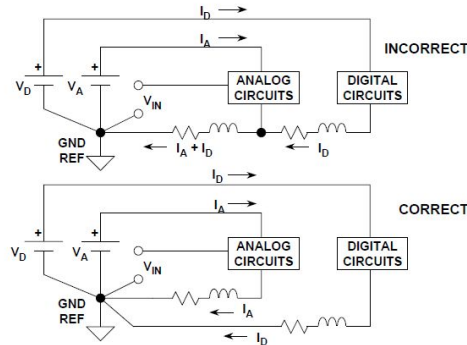 I_D
I_A
INCORRECT
+
+
V_D
V_A
V_IN
ANALOG
CIRCUITS
DIGITAL
CIRCUITS
GND
REF
I_A + I_D
I_D
I_D
I_A
CORRECT
+
+
V_D
V_A
V_IN
ANALOG
CIRCUITS
DIGITAL
CIRCUITS
GND
REF
I_A
I_D